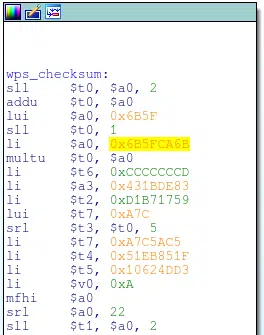 wps_checksum:
sll $t0, $a0, 2
addu $t0, $a0
lui $a0, 0x6B5F
sll $t0, 1
li $a0, 0x6B5FCA6B
multu $t0, $a0
li $t6, 0xCCCCCCCD
li $a3, 0x431BDE83
li $t2, 0xD1B71759
lui $t7, 0xA7C
srl $t3, $t0, 5
li $t7, 0xA7C5AC5
li $t4, 0x51EB851F
li $t5, 0x10624DD3
li $v0, 0xA
mfhi $a0
srl $a0, 22
sll $t1, $a0, 2